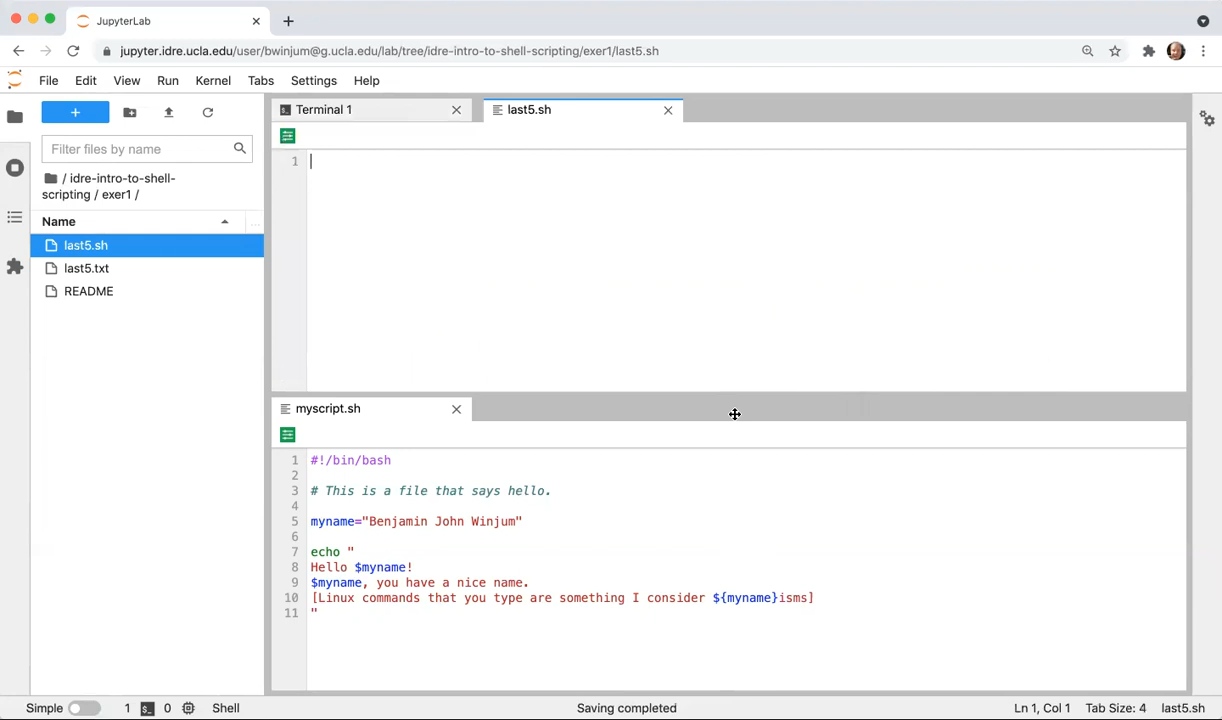 JupyterLab
jupyter.idre.ucla.edu/user/bwinjum@g.ucla.edu/lab/tree/idre-intro-to-shell-scripting/exer1/last5.sh
File Edit View Run Kernel Tabs Settings Help
Filter files by name
/ idre-intro-to-shell-
scripting / exer1 /
Name
last5.sh
last5.txt
README
Terminal 1
last5.sh
1
myscript.sh
1 #!/bin/bash
2
3 # This is a file that says hello.
4
5 myname="Benjamin John Winjum"
6
7 echo "
8 Hello $myname!
9 $myname, you have a nice name.
10 [Linux commands that you type are something I consider ${myname}isms]
11 "
Simple 1 $_ 0 Shell Saving completed Ln 1, Col 1 Tab Size: 4 last5.sh